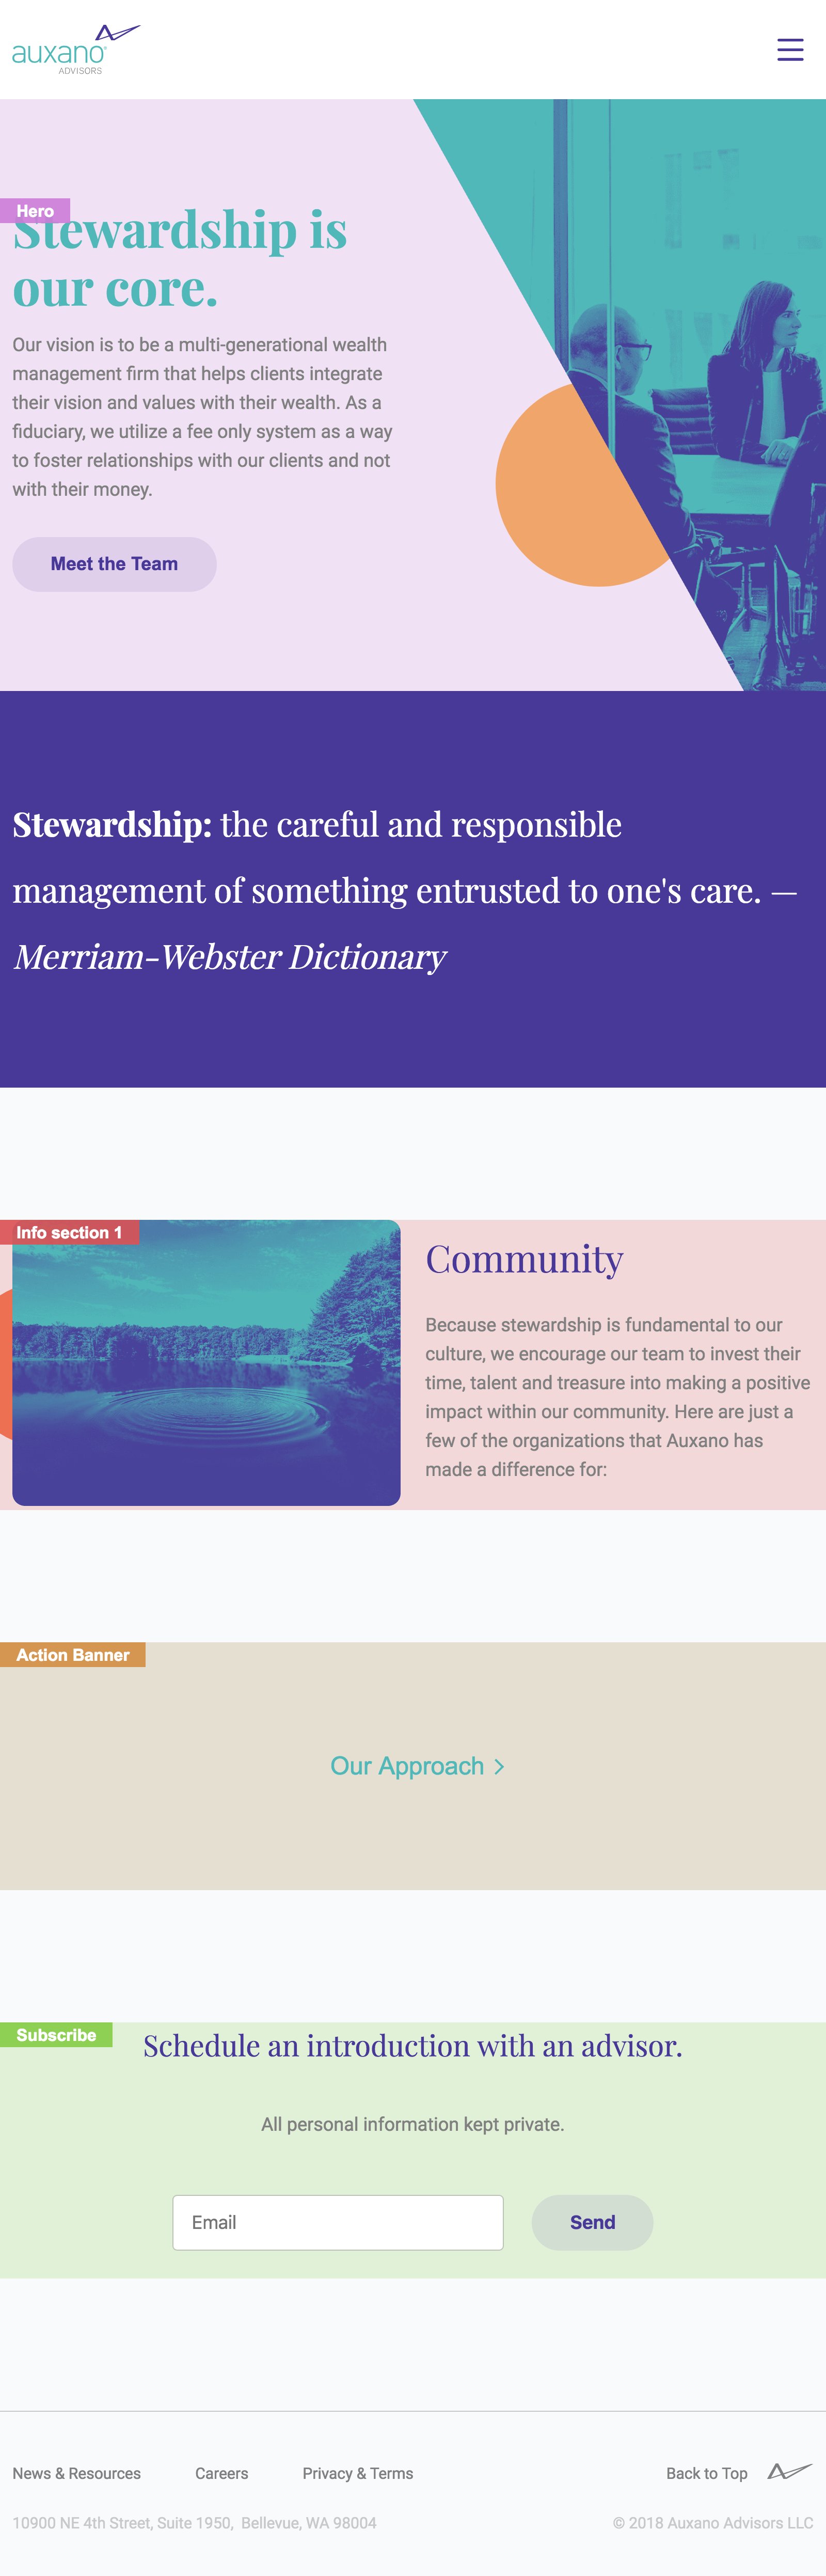 auxano®
ADVISORS
Hero
Stewardship is
our core.
Our vision is to be a multi-generational wealth
management firm that helps clients integrate
their vision and values with their wealth. As a
fiduciary, we utilize a fee only system as a way
to foster relationships with our clients and not
with their money.
Meet the Team
Stewardship: the careful and responsible
management of something entrusted to one's care. —
Merriam-Webster Dictionary
Info section 1
Community
Because stewardship is fundamental to our
culture, we encourage our team to invest their
time, talent and treasure into making a positive
impact within our community. Here are just a
few of the organizations that Auxano has
made a difference for:
Action Banner
Our Approach >
Subscribe
Schedule an introduction with an advisor.
All personal information kept private.
Email
Send
News & Resources Careers Privacy & Terms Back to Top
10900 NE 4th Street, Suite 1950, Bellevue, WA 98004 © 2018 Auxano Advisors LLC